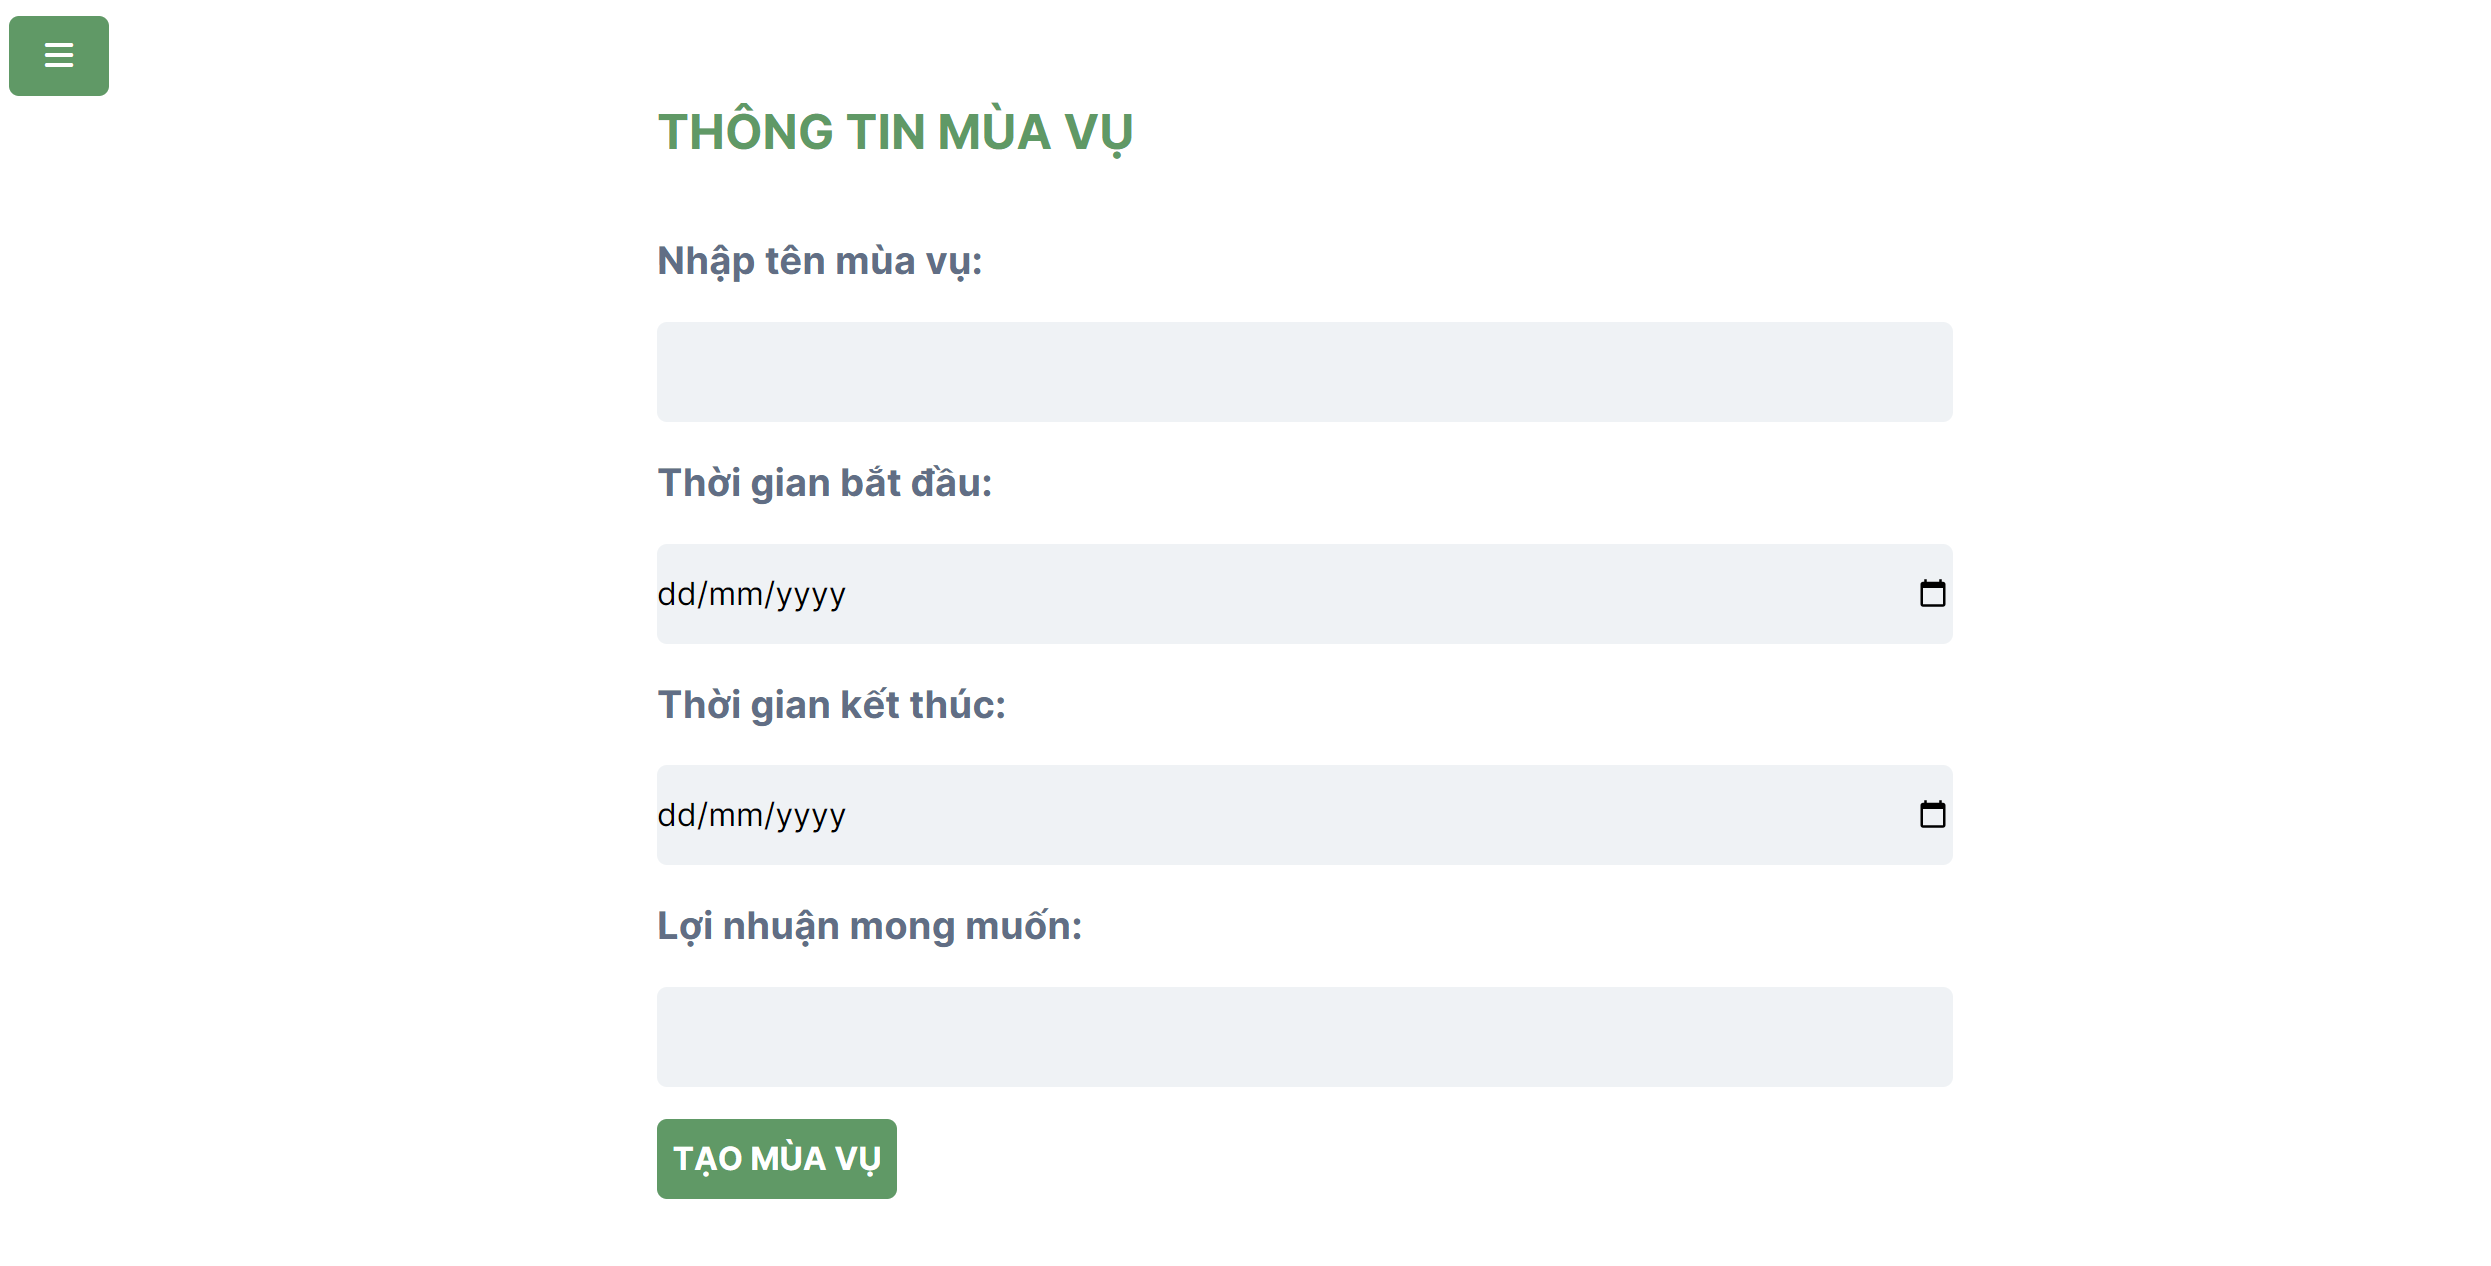 THÔNG TIN MÙA VỤ
Nhập tên mùa vụ:
Thời gian bắt đầu:
dd/mm/yyyy
Thời gian kết thúc:
dd/mm/yyyy
Lợi nhuận mong muốn:
TẠO MÙA VỤ